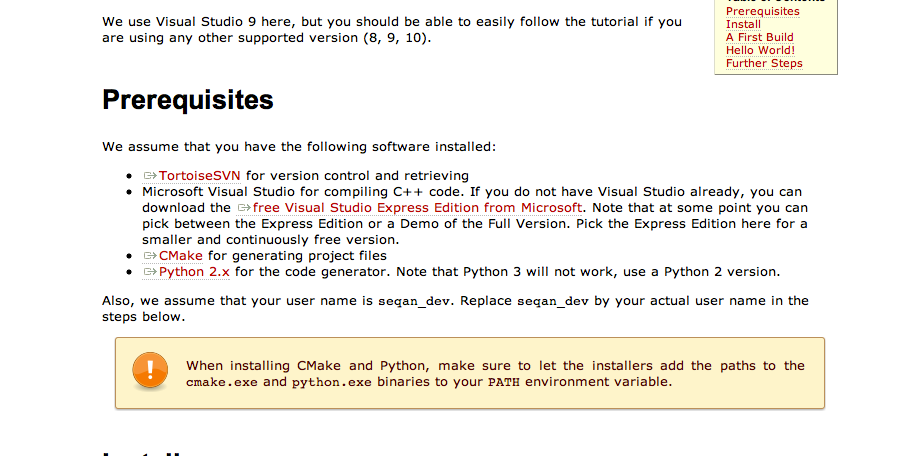 We use Visual Studio 9 here, but you should be able to easily follow the tutorial if you
are using any other supported version (8, 9, 10).
Prerequisites
Install
A First Build
Hello World!
Further Steps
Prerequisites
We assume that you have the following software installed:
TortoiseSVN for version control and retrieving
Microsoft Visual Studio for compiling C++ code. If you do not have Visual Studio already, you can
download the free Visual Studio Express Edition from Microsoft. Note that at some point you can
pick between the Express Edition or a Demo of the Full Version. Pick the Express Edition here for a
smaller and continuously free version.
CMake for generating project files
Python 2.x for the code generator. Note that Python 3 will not work, use a Python 2 version.
Also, we assume that your user name is seqan_dev. Replace seqan_dev by your actual user name in the
steps below.
When installing CMake and Python, make sure to let the installers add the paths to the
cmake.exe and python.exe binaries to your PATH environment variable.